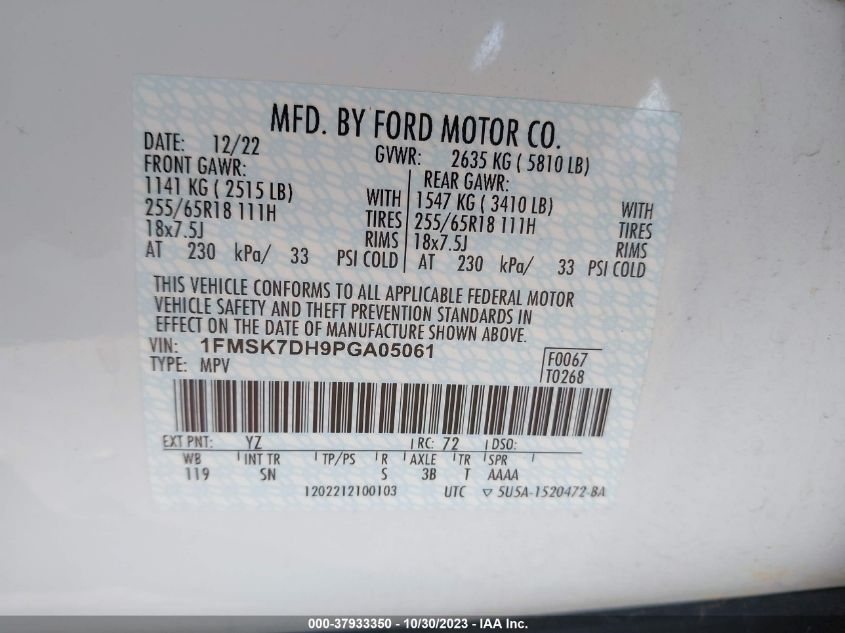 MFD. BY FORD MOTOR CO.
DATE: 12/22 GVWR: 2635 KG ( 5810 LB)
FRONT GAWR: REAR GAWR:
1141 KG ( 2515 LB) WITH 1547 KG ( 3410 LB) WITH
255/65R18 111H TIRES 255/65R18 111H TIRES
18x7.5J RIMS 18x7.5J RIMS
AT 230 kPa/ 33 PSI COLD AT 230 kPa/ 33 PSI COLD
THIS VEHICLE CONFORMS TO ALL APPLICABLE FEDERAL MOTOR
VEHICLE SAFETY AND THEFT PREVENTION STANDARDS IN
EFFECT ON THE DATE OF MANUFACTURE SHOWN ABOVE.
VIN: 1FMSK7DH9PGA05061 F0067
TYPE: MPV T0268
EXT PNT: YZ RC: 72 DSO:
WB INT TR TP/PS R AXLE TR SPR
119 SN S 3B T AAAA
1202212100103 UTC ▽ 5U5A-1520472-BA
000-37933350 - 10/30/2023 - IAA Inc.